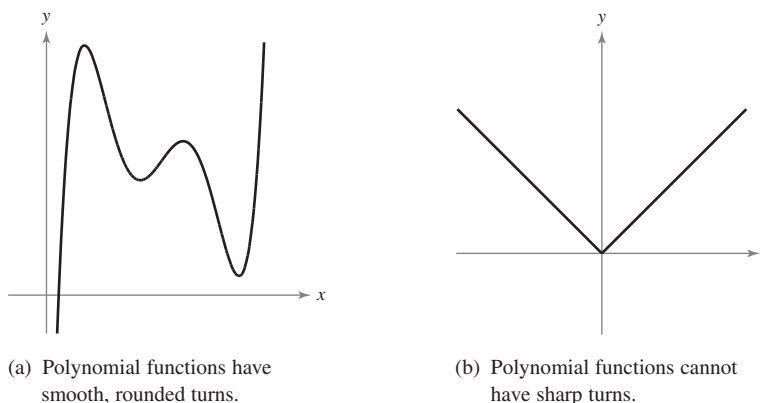 y
x
(a) Polynomial functions have
smooth, rounded turns.
y
(b) Polynomial functions cannot
have sharp turns.